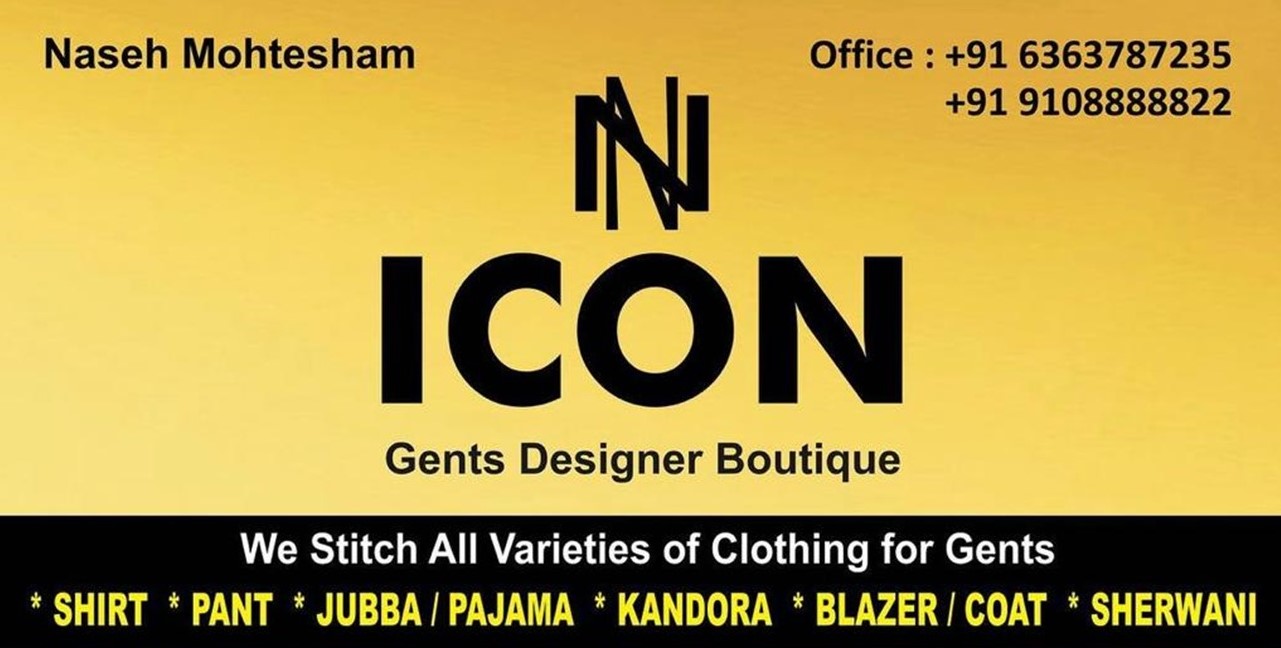 Naseh Mohtesham
Office : +91 6363787235
+91 9108888822
NN
ICON
Gents Designer Boutique
We Stitch All Varieties of Clothing for Gents
* SHIRT * PANT * JUBBA / PAJAMA * KANDORA * BLAZER / COAT * SHERWANI